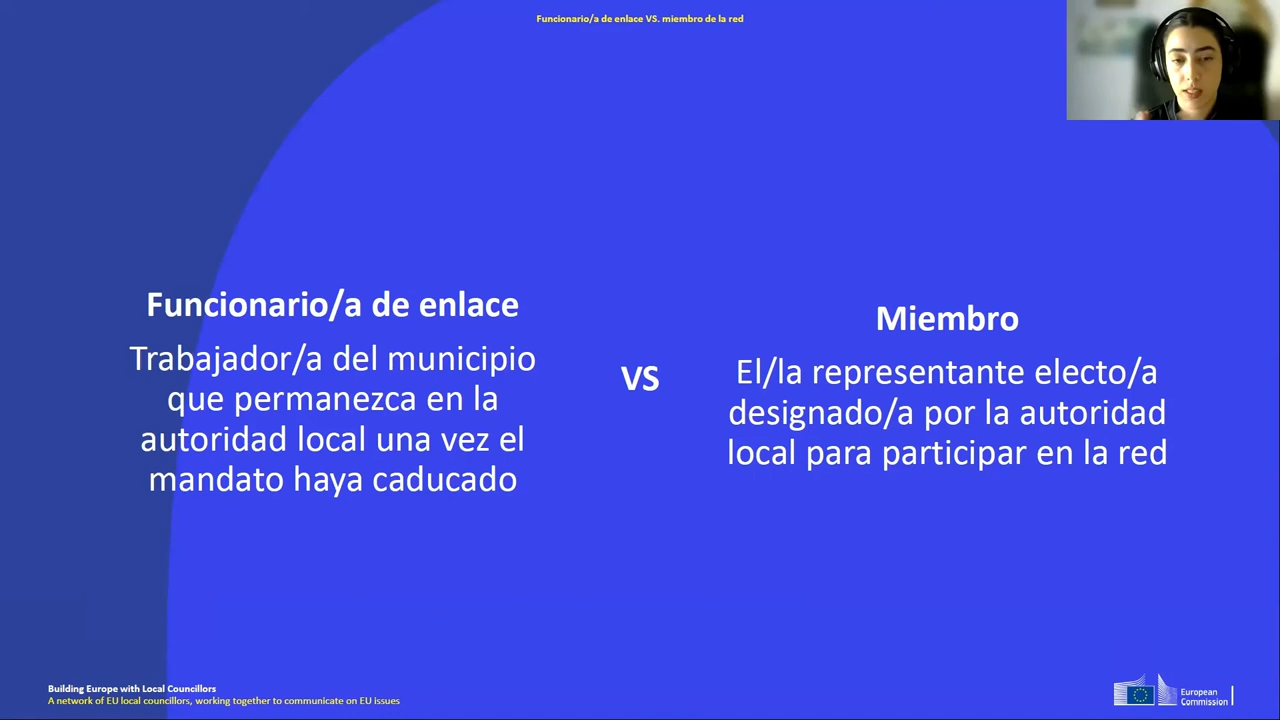 Funcionario/a de enlace VS. miembro de la red
Funcionario/a de enlace
Trabajador/a del municipio
que permanezca en la
autoridad local una vez el
mandato haya caducado
VS
Miembro
El/la representante electo/a
designado/a por la autoridad
local para participar en la red
Building Europe with Local Councillors
A network of EU local councillors, working together to communicate on EU issues
European
Commission